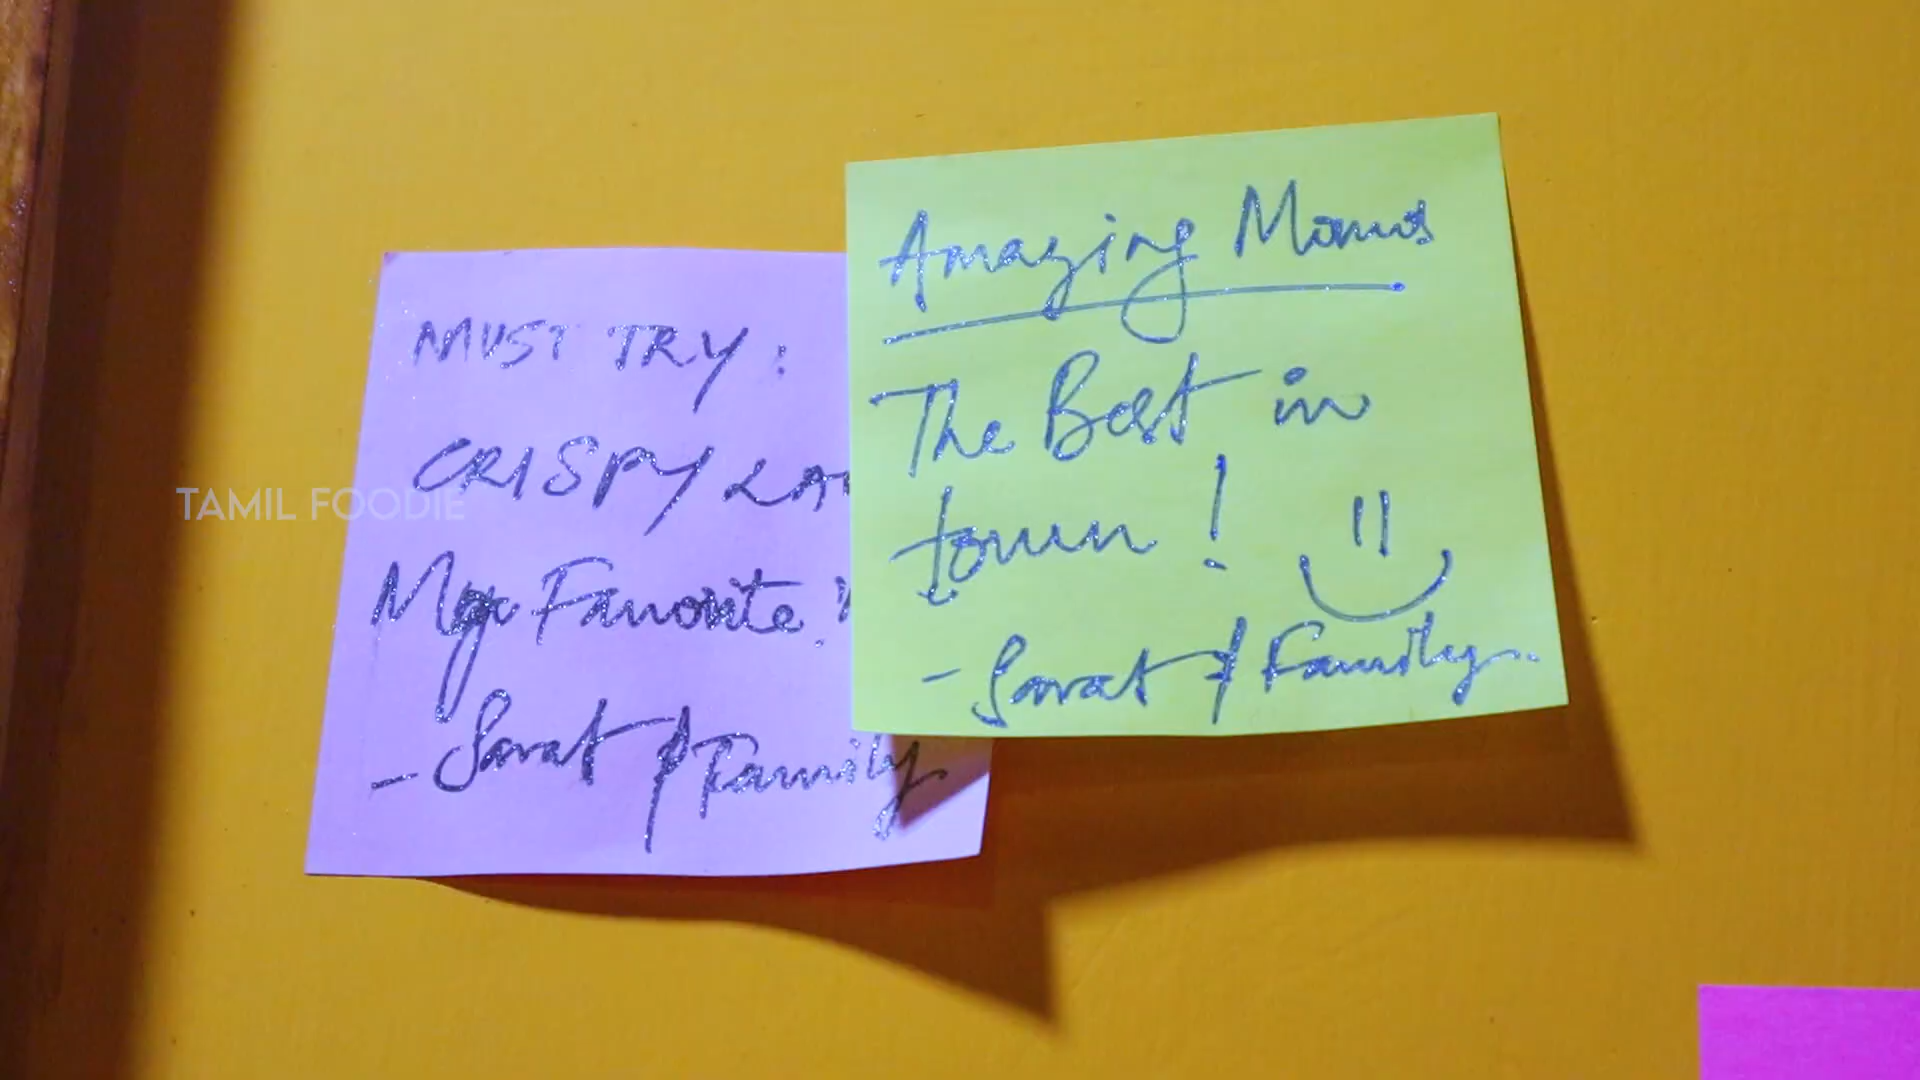 MUST TRY:
CRISPY
My Favorite!
- Sarat & Family
Amazing Momos
The Best in
town!
- Sarat & Family.
TAMIL FOODIE